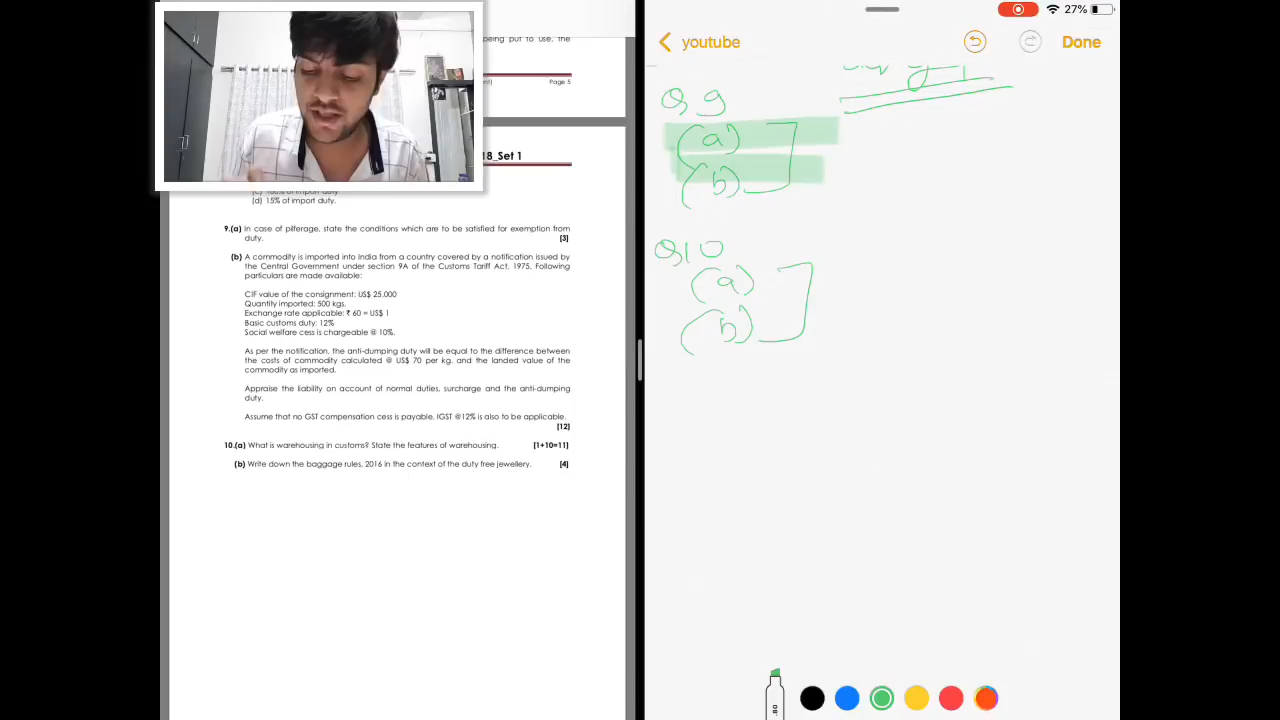 27%
youtube
Done
being put to use, the
Page 5
18_Set 1
(d) 15% of import duty.
9.(a) In case of pilferage, state the conditions which are to be satisfied for exemption from
duty. [3]
(b) A commodity is imported into India from a country covered by a notification issued by
the Central Government under section 9A of the Customs Tariff Act, 1975. Following
particulars are made available:
CIF value of the consignment: US$ 25,000
Quantity imported: 500 kgs.
Exchange rate applicable: ₹ 60 = US$ 1
Basic customs duty: 12%
Social welfare cess is chargeable @ 10%.
As per the notification, the anti-dumping duty will be equal to the difference between
the costs of commodity calculated @ US$ 70 per kg. and the landed value of the
commodity as imported.
Appraise the liability on account of normal duties, surcharge and the anti-dumping
duty.
Assume that no GST compensation cess is payable. IGST @12% is also to be applicable.
[12]
10.(a) What is warehousing in customs? State the features of warehousing. [1+10=11]
(b) Write down the baggage rules, 2016 in the context of the duty free jewellery. [4]
Q 9
(a)
(b)
Q10
(a)
(b)
.80